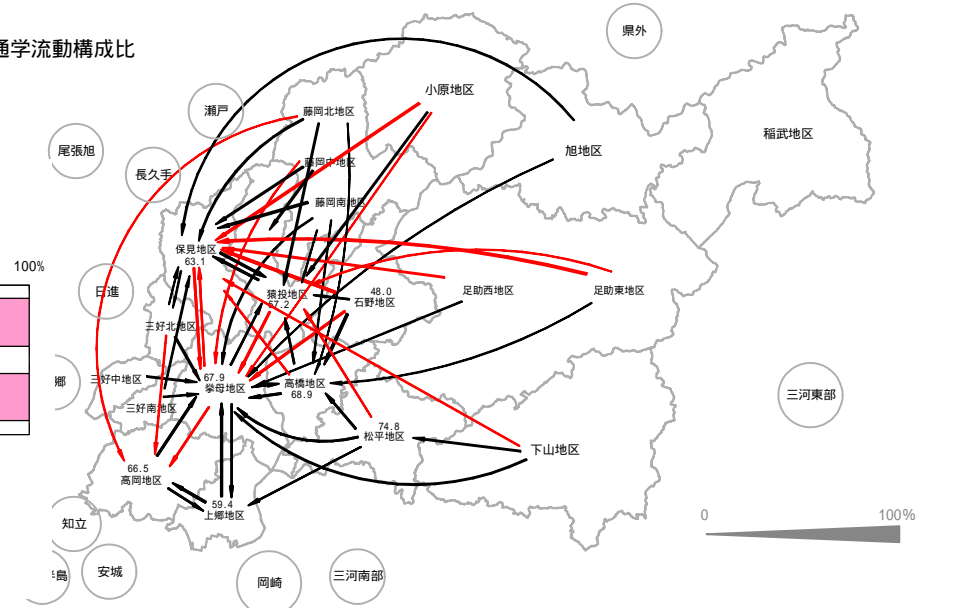 通学流動構成比
県外
小原地区
瀬戸
藤岡北地区
稲武地区
尾張旭
旭地区
藤岡中地区
長久手
藤岡南地区
保見地区
63.1
100%
日進
猿投地区
57.2
48.0
石野地区
足助西地区
足助東地区
三好北地区
郷
三好中地区
67.9
挙母地区
高橋地区
68.9
三河東部
三好南地区
74.8
松平地区
下山地区
66.5
高岡地区
59.4
上郷地区
知立
0
100%
半島
安城
岡崎
三河南部